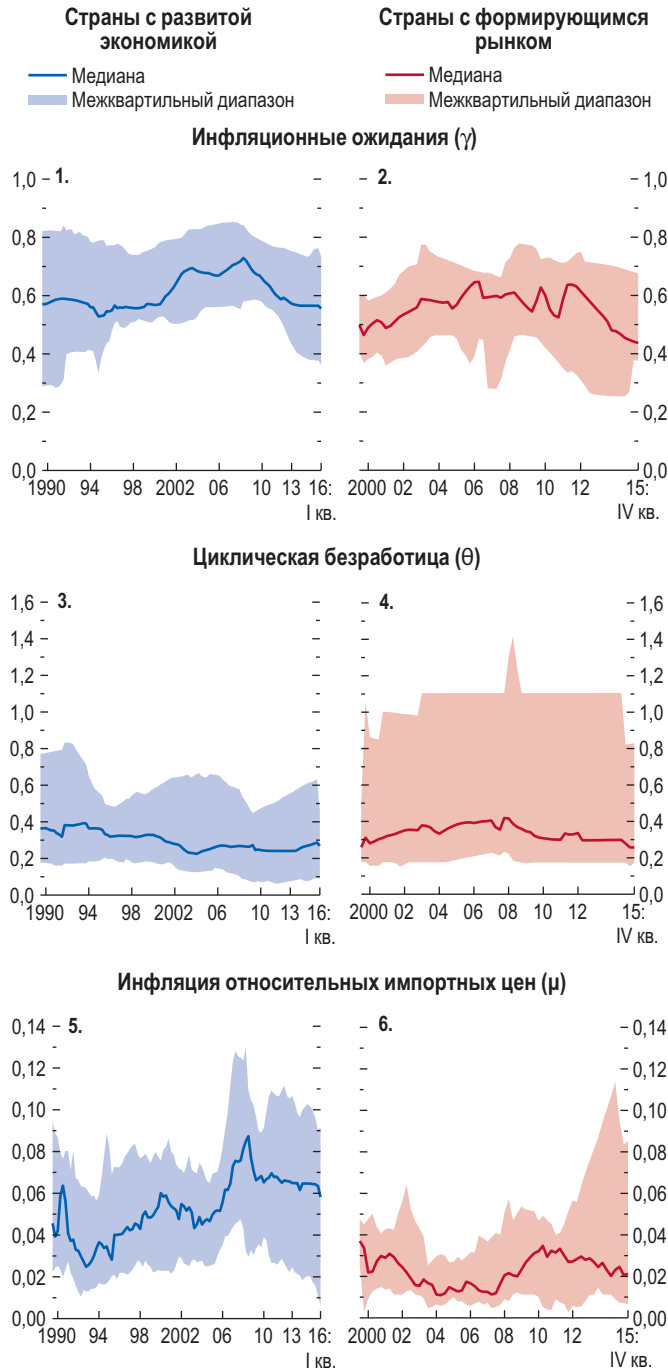 Страны с развитой
экономикой
Медиана
Межквартильный диапазон
Страны с формирующимся
рынком
Медиана
Межквартильный диапазон
Инфляционные ожидания (γ)
1.
1,0
0,8
0,6
0,4
0,2
0,0
1990 94 98 2002 06 10 13 16:
I кв.
2.
1,0
0,8
0,6
0,4
0,2
0,0
2000 02 04 06 08 10 12 15:
IV кв.
Циклическая безработица (θ)
3.
1,6
1,4
1,2
1,0
0,8
0,6
0,4
0,2
0,0
1990 94 98 2002 06 10 13 16:
I кв.
4.
1,6
1,4
1,2
1,0
0,8
0,6
0,4
0,2
0,0
2000 02 04 06 08 10 12 15:
IV кв.
Инфляция относительных импортных цен (μ)
5.
0,14
0,12
0,10
0,08
0,06
0,04
0,02
0,00
1990 94 98 2002 06 10 13 16:
I кв.
6.
0,14
0,12
0,10
0,08
0,06
0,04
0,02
0,00
2000 02 04 06 08 10 12 15:
IV кв.